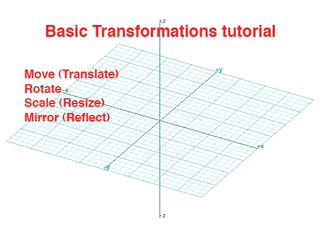 +z
Basic Transformations tutorial
+y
Move (Translate)
Rotate
-x
Scale (Resize)
Mirror (Reflect)
+x
-y
-z